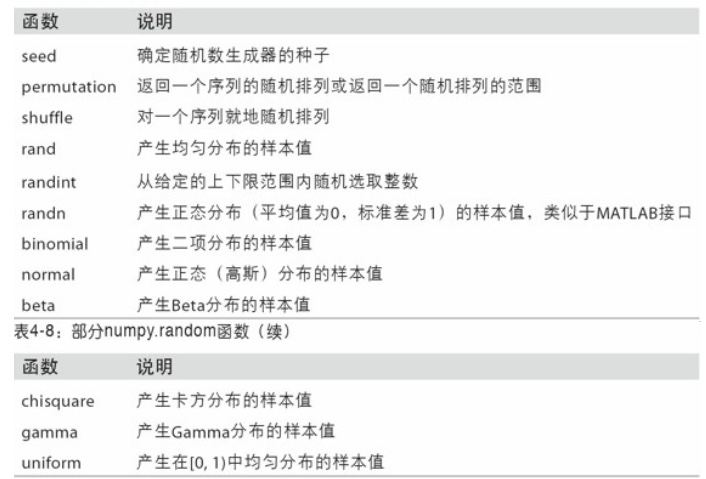 函数 说明
seed 确定随机数生成器的种子
permutation 返回一个序列的随机排列或返回一个随机排列的范围
shuffle 对一个序列就地随机排列
rand 产生均匀分布的样本值
randint 从给定的上下限范围内随机选取整数
randn 产生正态分布（平均值为0，标准差为1）的样本值，类似于MATLAB接口
binomial 产生二项分布的样本值
normal 产生正态（高斯）分布的样本值
beta 产生Beta分布的样本值
表4-8：部分numpy.random函数（续）
函数 说明
chisquare 产生卡方分布的样本值
gamma 产生Gamma分布的样本值
uniform 产生在[0, 1)中均匀分布的样本值